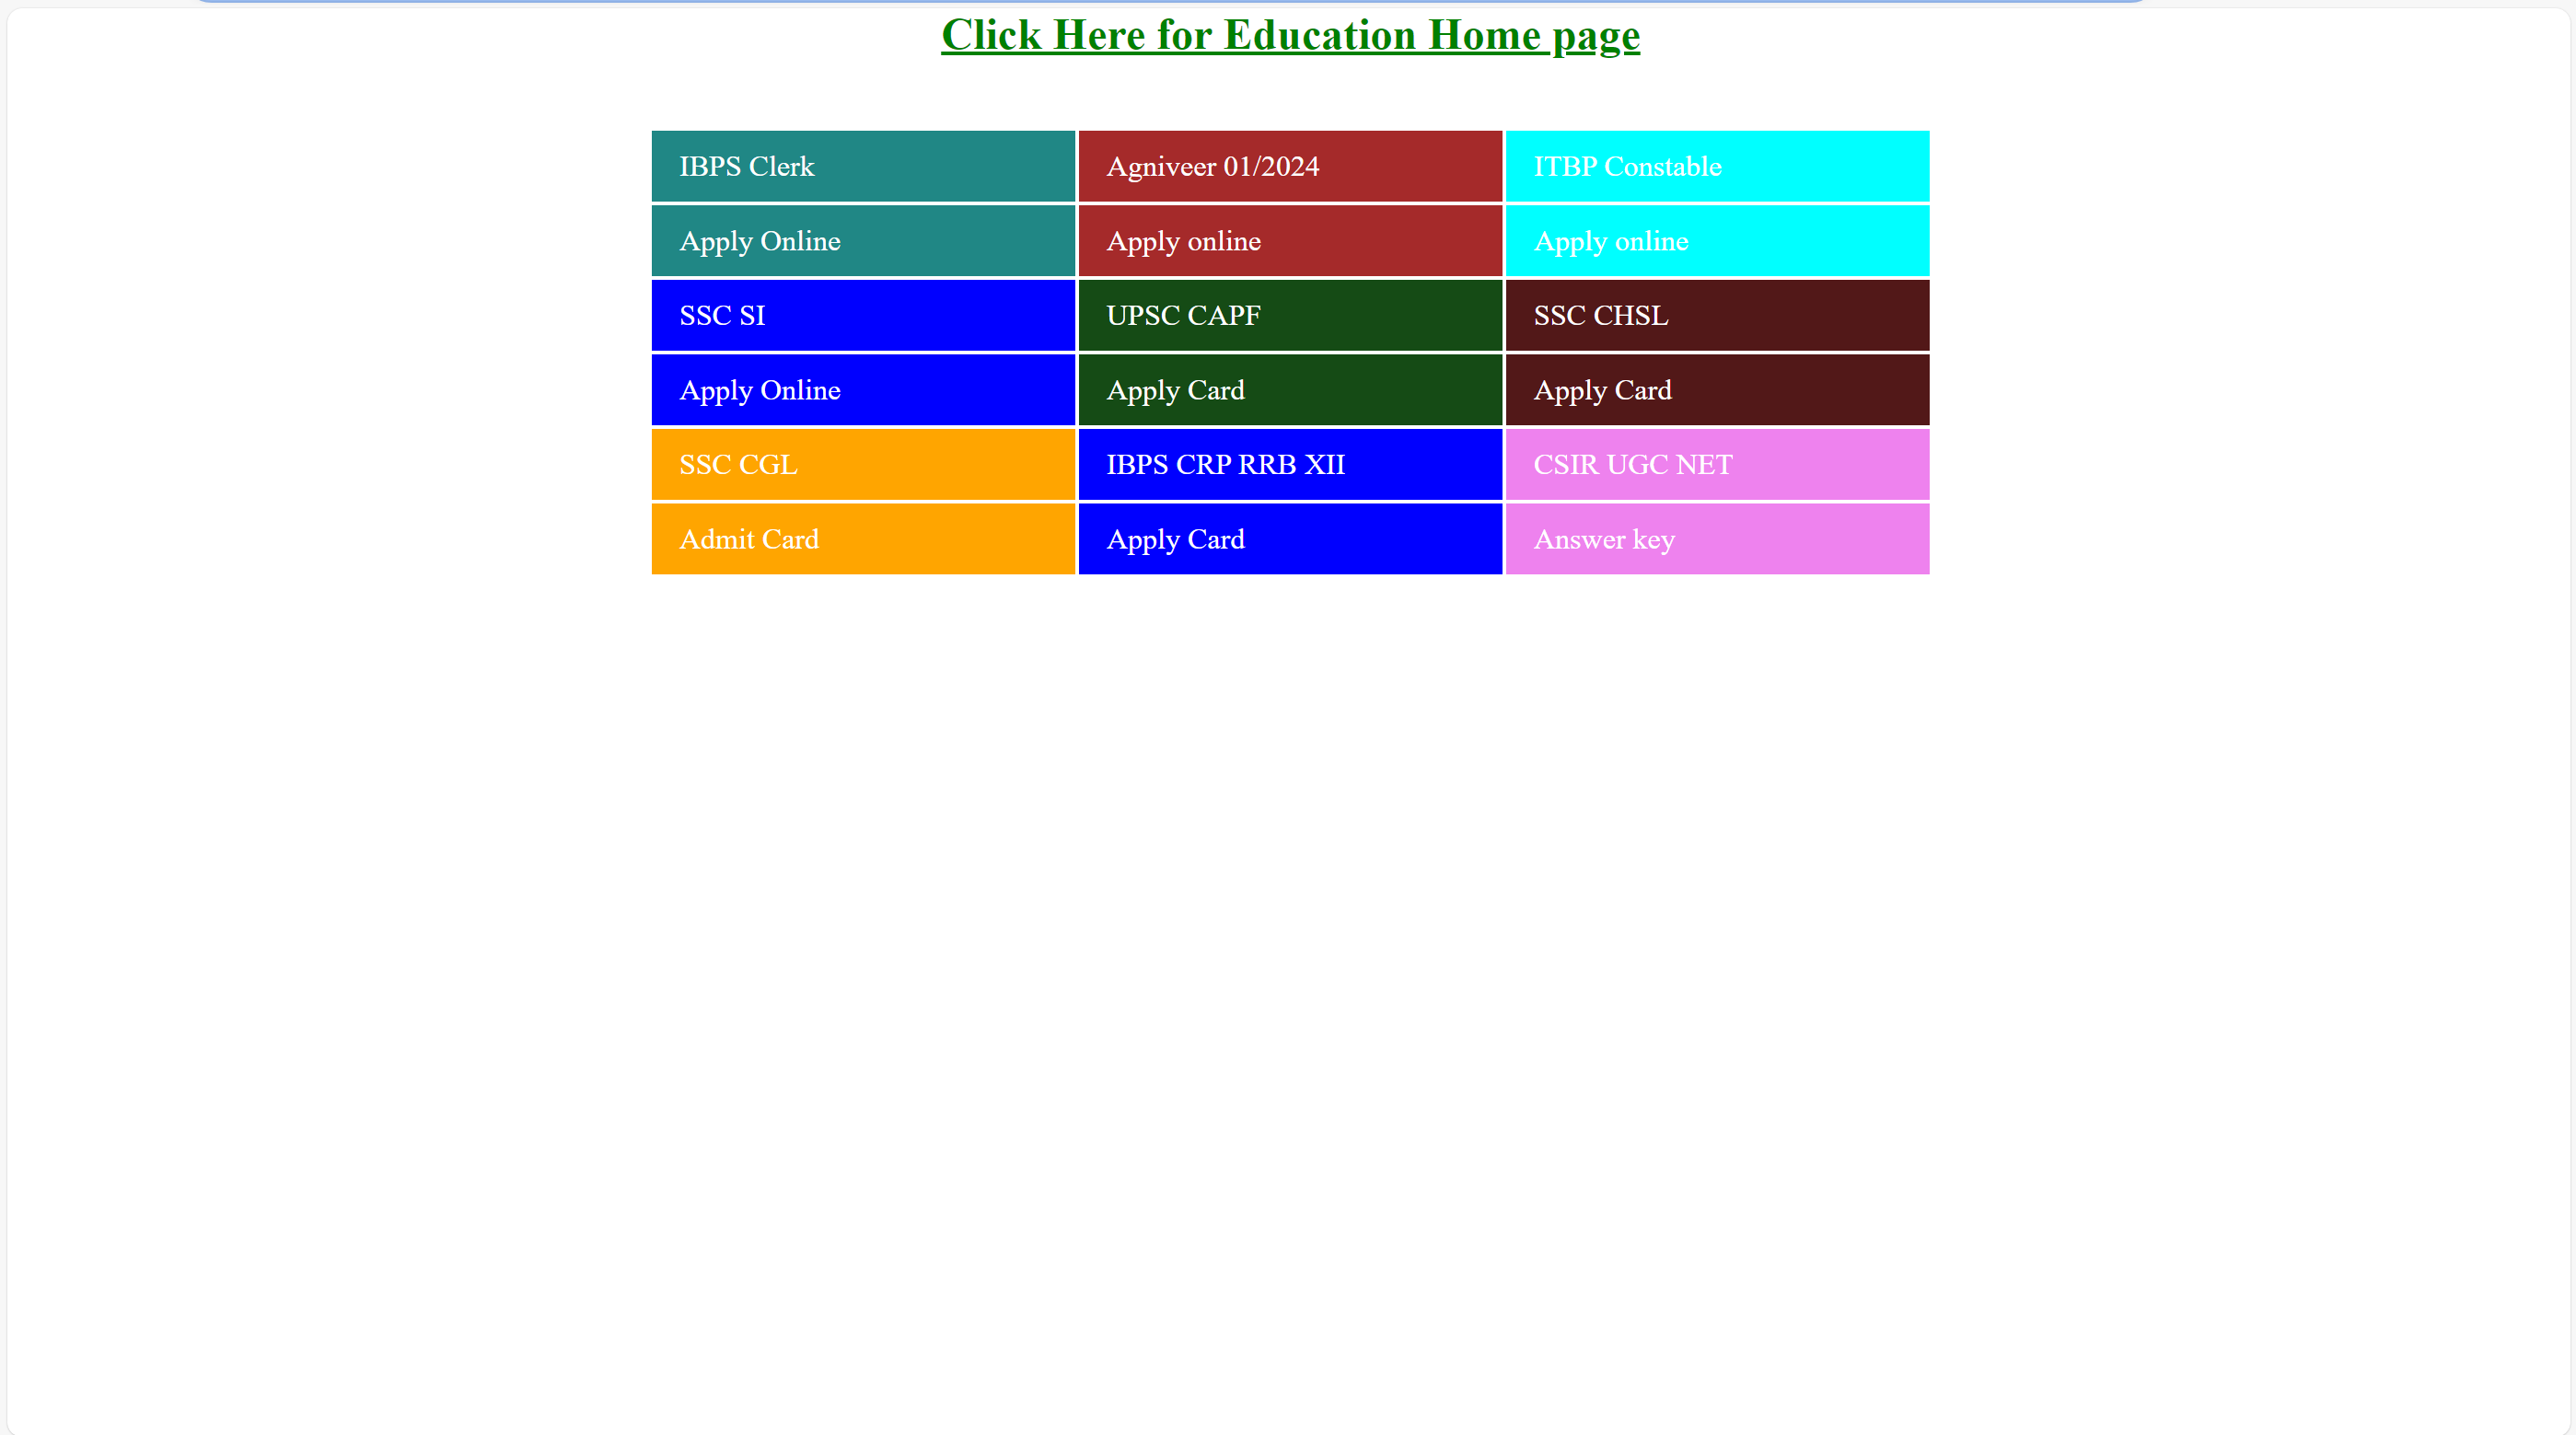 Click Here for Education Home page
IBPS Clerk Agniveer 01/2024 ITBP Constable
Apply Online Apply online Apply online
SSC SI UPSC CAPF SSC CHSL
Apply Online Apply Card Apply Card
SSC CGL IBPS CRP RRB XII CSIR UGC NET
Admit Card Apply Card Answer key